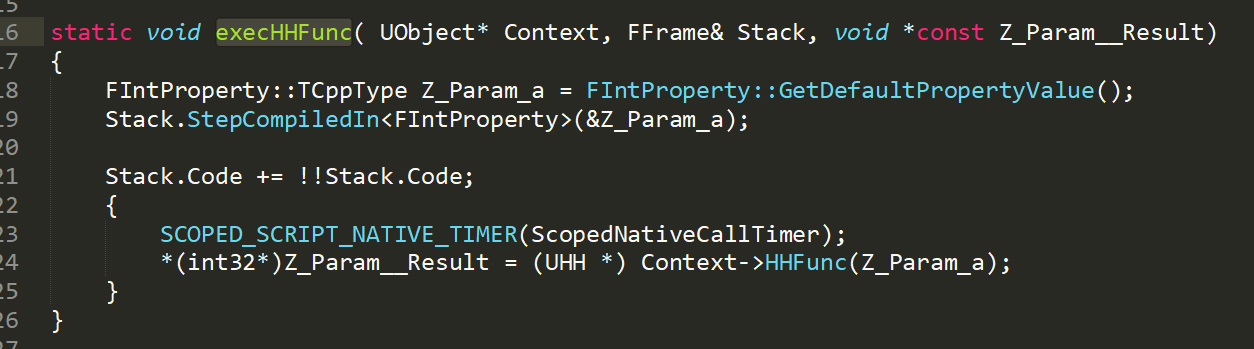 15
16 static void execHHFunc( UObject* Context, FFrame& Stack, void *const Z_Param__Result)
17 {
18     FIntProperty::TCppType Z_Param_a = FIntProperty::GetDefaultPropertyValue();
19     Stack.StepCompiledIn<FIntProperty>(&Z_Param_a);
20
21     Stack.Code += !!Stack.Code;
22     {
23         SCOPED_SCRIPT_NATIVE_TIMER(ScopedNativeCallTimer);
24         *(int32*)Z_Param__Result = (UHH *) Context->HHFunc(Z_Param_a);
25     }
26 }
27